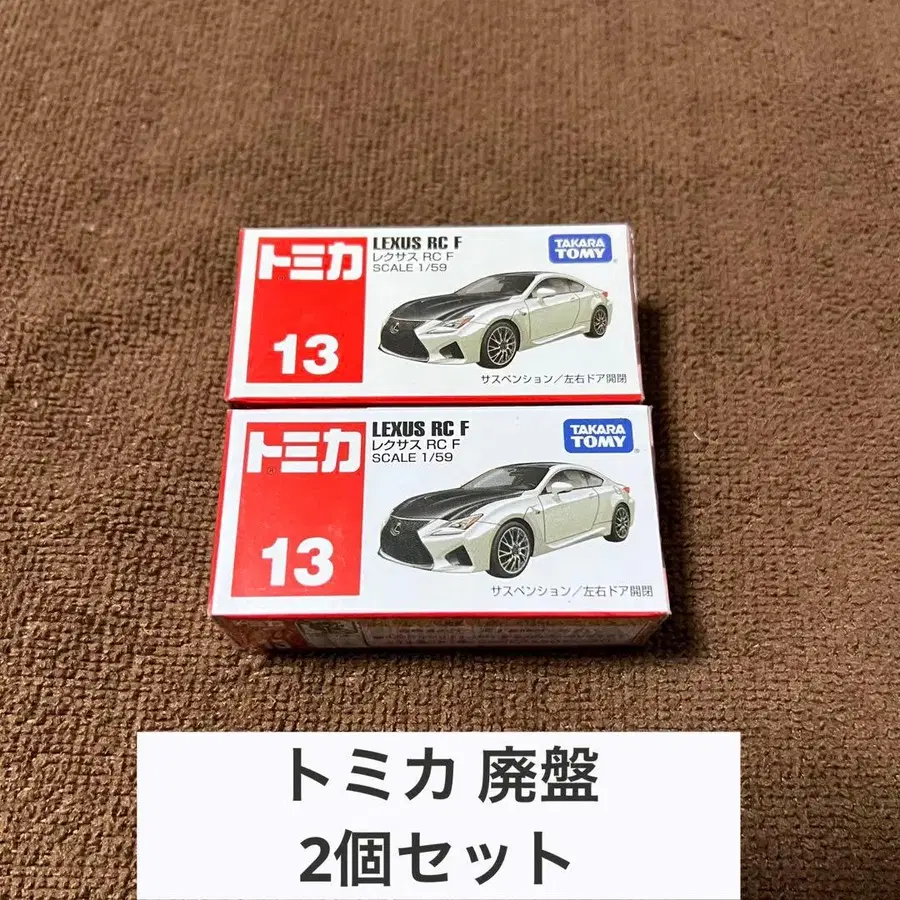 トミカ
13
LEXUS RC F
レクサス RC F
SCALE 1/59
TAKARA
TOMY
サスペンション/左右ドア開閉
トミカ
13
LEXUS RC F
レクサス RC F
SCALE 1/59
TAKARA
TOMY
サスペンション/左右ドア開閉
トミカ 廃盤
2個セット